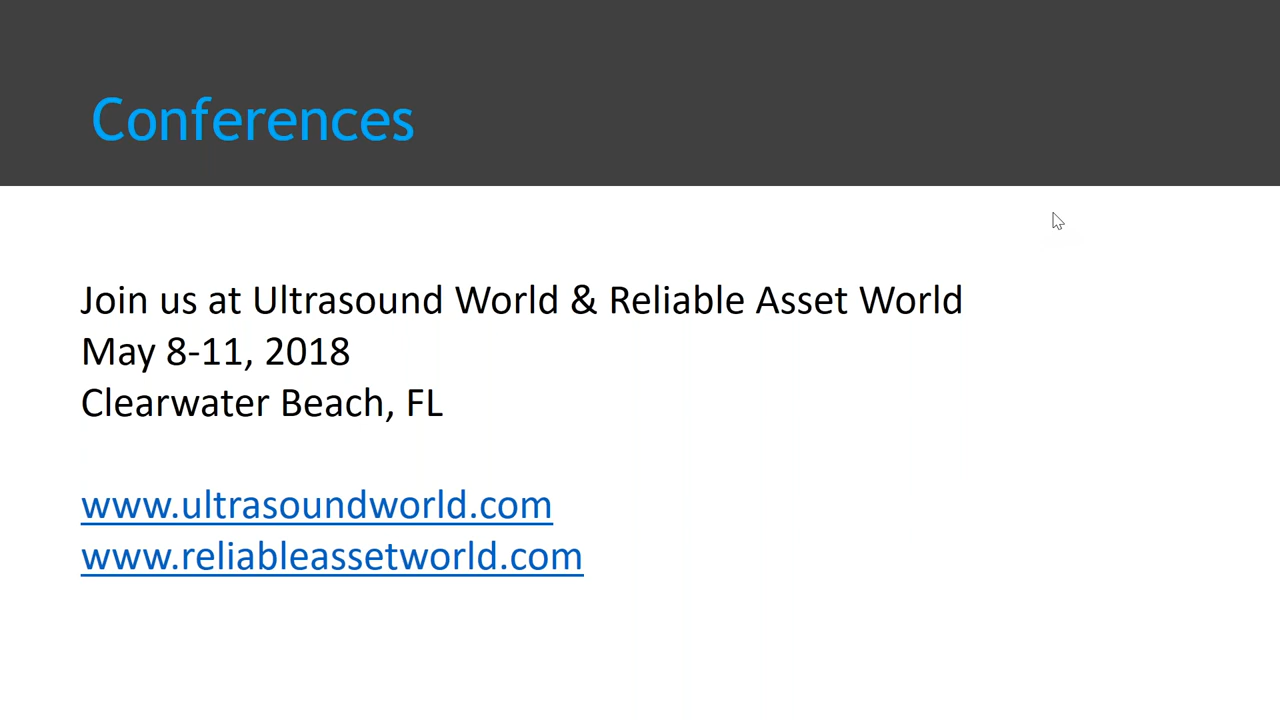 Conferences
Join us at Ultrasound World & Reliable Asset World
May 8-11, 2018
Clearwater Beach, FL
www.ultrasoundworld.com
www.reliableassetworld.com